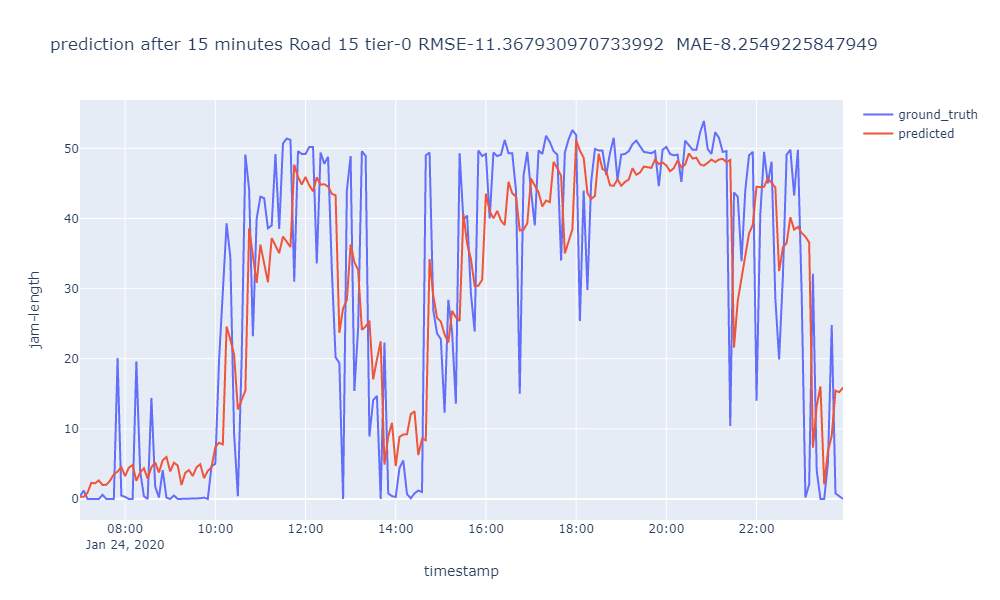 prediction after 15 minutes Road 15 tier-0 RMSE-11.367930970733992  MAE-8.2549225847949
ground_truth
predicted
jam-length
50
40
30
20
10
0
08:00 10:00 12:00 14:00 16:00 18:00 20:00 22:00
Jan 24, 2020
timestamp